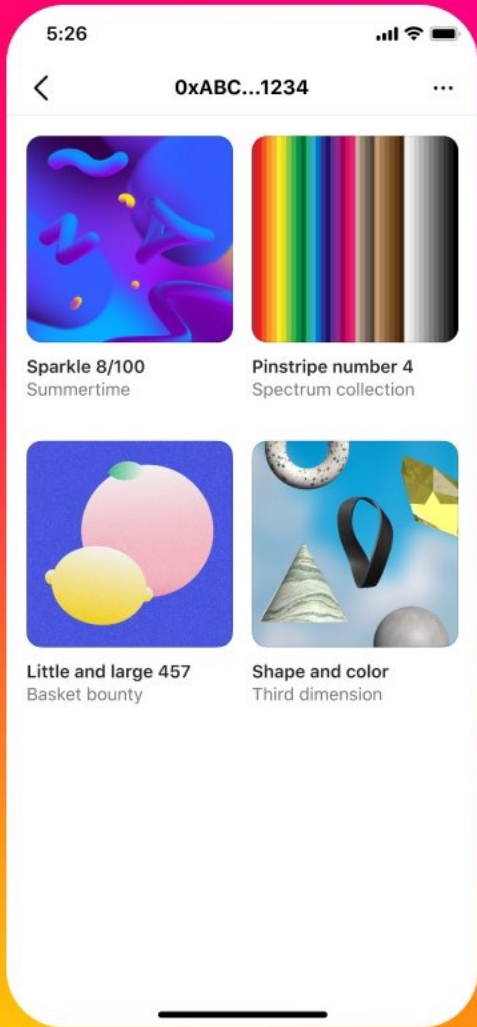 5:26
0xABC...1234
Sparkle 8/100
Summertime
Pinstripe number 4
Spectrum collection
Little and large 457
Basket bounty
Shape and color
Third dimension